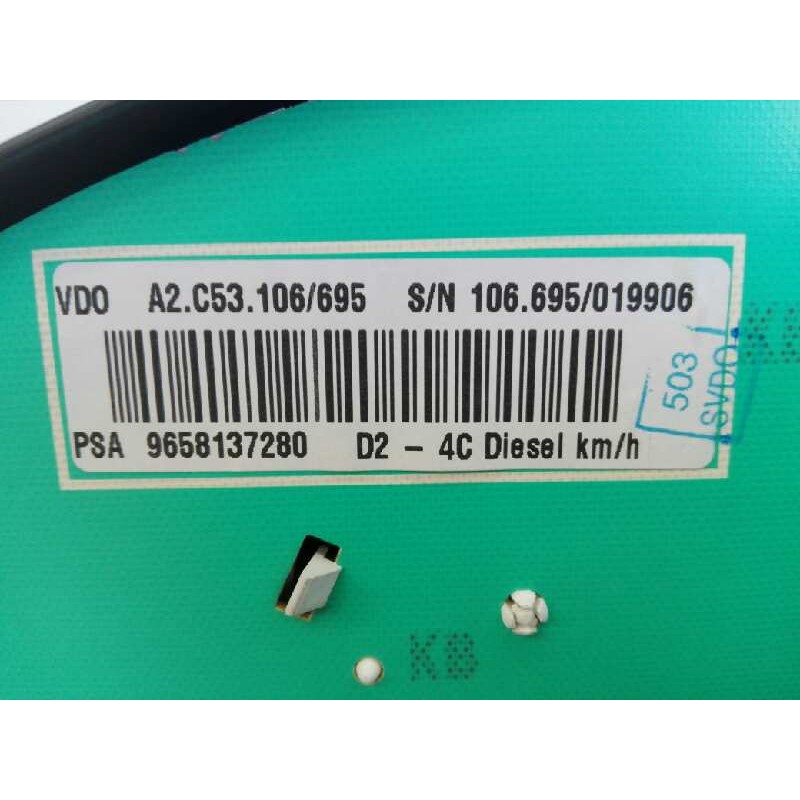 VDO A2.C53.106/695 S/N 106.695/019906
PSA 9658137280 D2 - 4C Diesel km/h
503
SVDO
K8